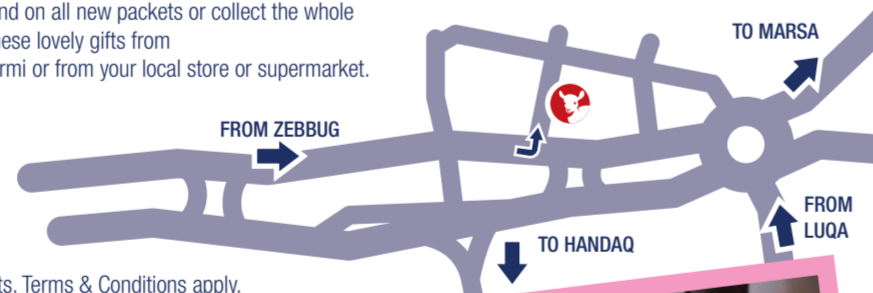 nd on all new packets or collect the whole
ese lovely gifts from
rmi or from your local store or supermarket.
TO MARSA
FROM ZEBBUG
FROM
LUQA
TO HANDAQ
ts. Terms & Conditions apply.